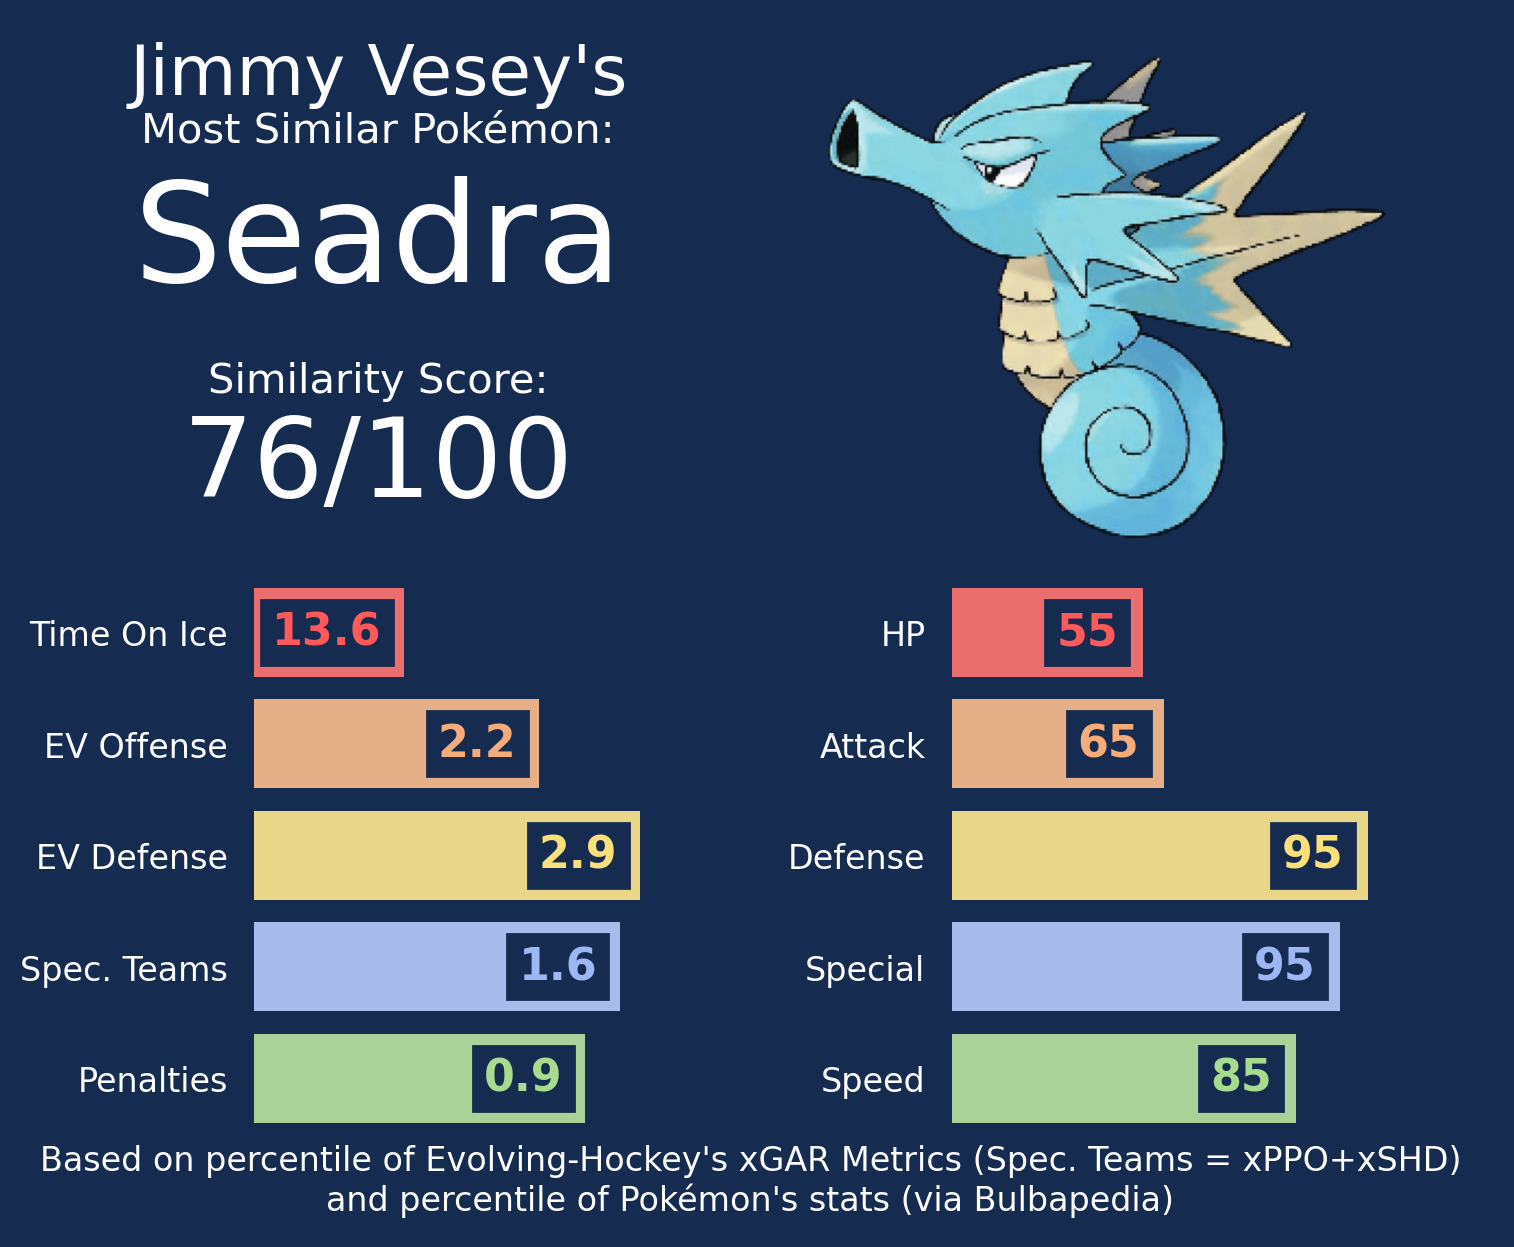 Jimmy Vesey's
Most Similar Pokémon:
Seadra
Similarity Score:
76/100
Time On Ice 13.6
EV Offense 2.2
EV Defense 2.9
Spec. Teams 1.6
Penalties 0.9
HP 55
Attack 65
Defense 95
Special 95
Speed 85
Based on percentile of Evolving-Hockey's xGAR Metrics (Spec. Teams = xPPO+xSHD)
and percentile of Pokémon's stats (via Bulbapedia)